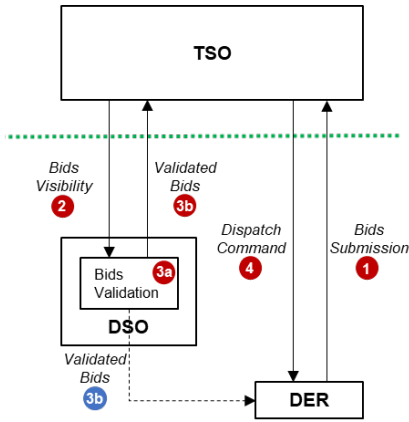 TSO
Bids
Visibility
2
Validated
Bids
3b
Dispatch
Command
4
Bids
Submission
1
Bids
Validation
3a
DSO
Validated
Bids
3b
DER